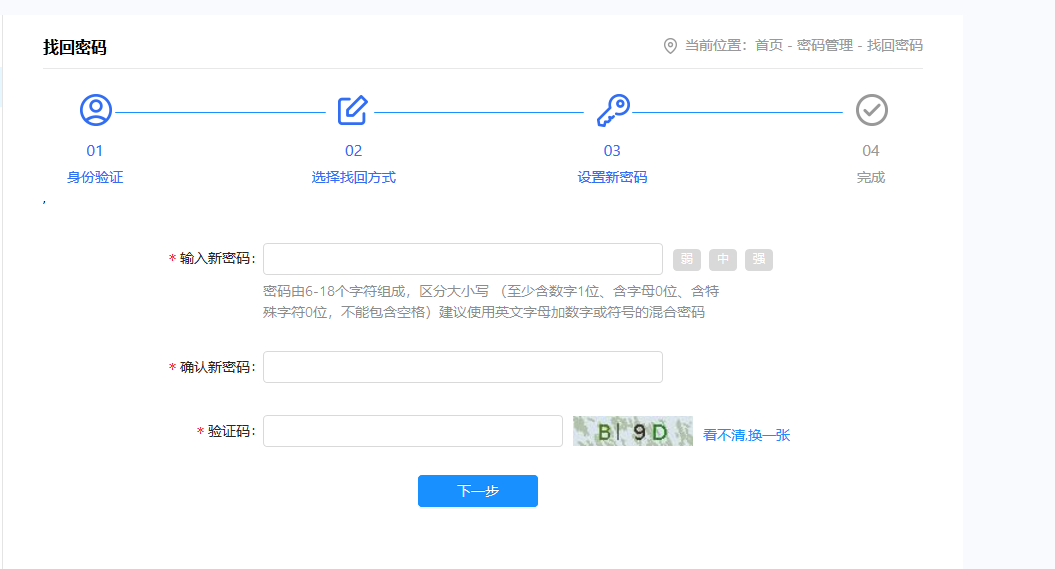 找回密码
当前位置：首页 - 密码管理 - 找回密码
01
02
03
04
身份验证
选择找回方式
设置新密码
完成
,
* 输入新密码：
弱 中 强
密码由6-18个字符组成，区分大小写 （至少含数字1位、含字母0位、含特
殊字符0位，不能包含空格）建议使用英文字母加数字或符号的混合密码
* 确认新密码：
* 验证码：
看不清,换一张
下一步